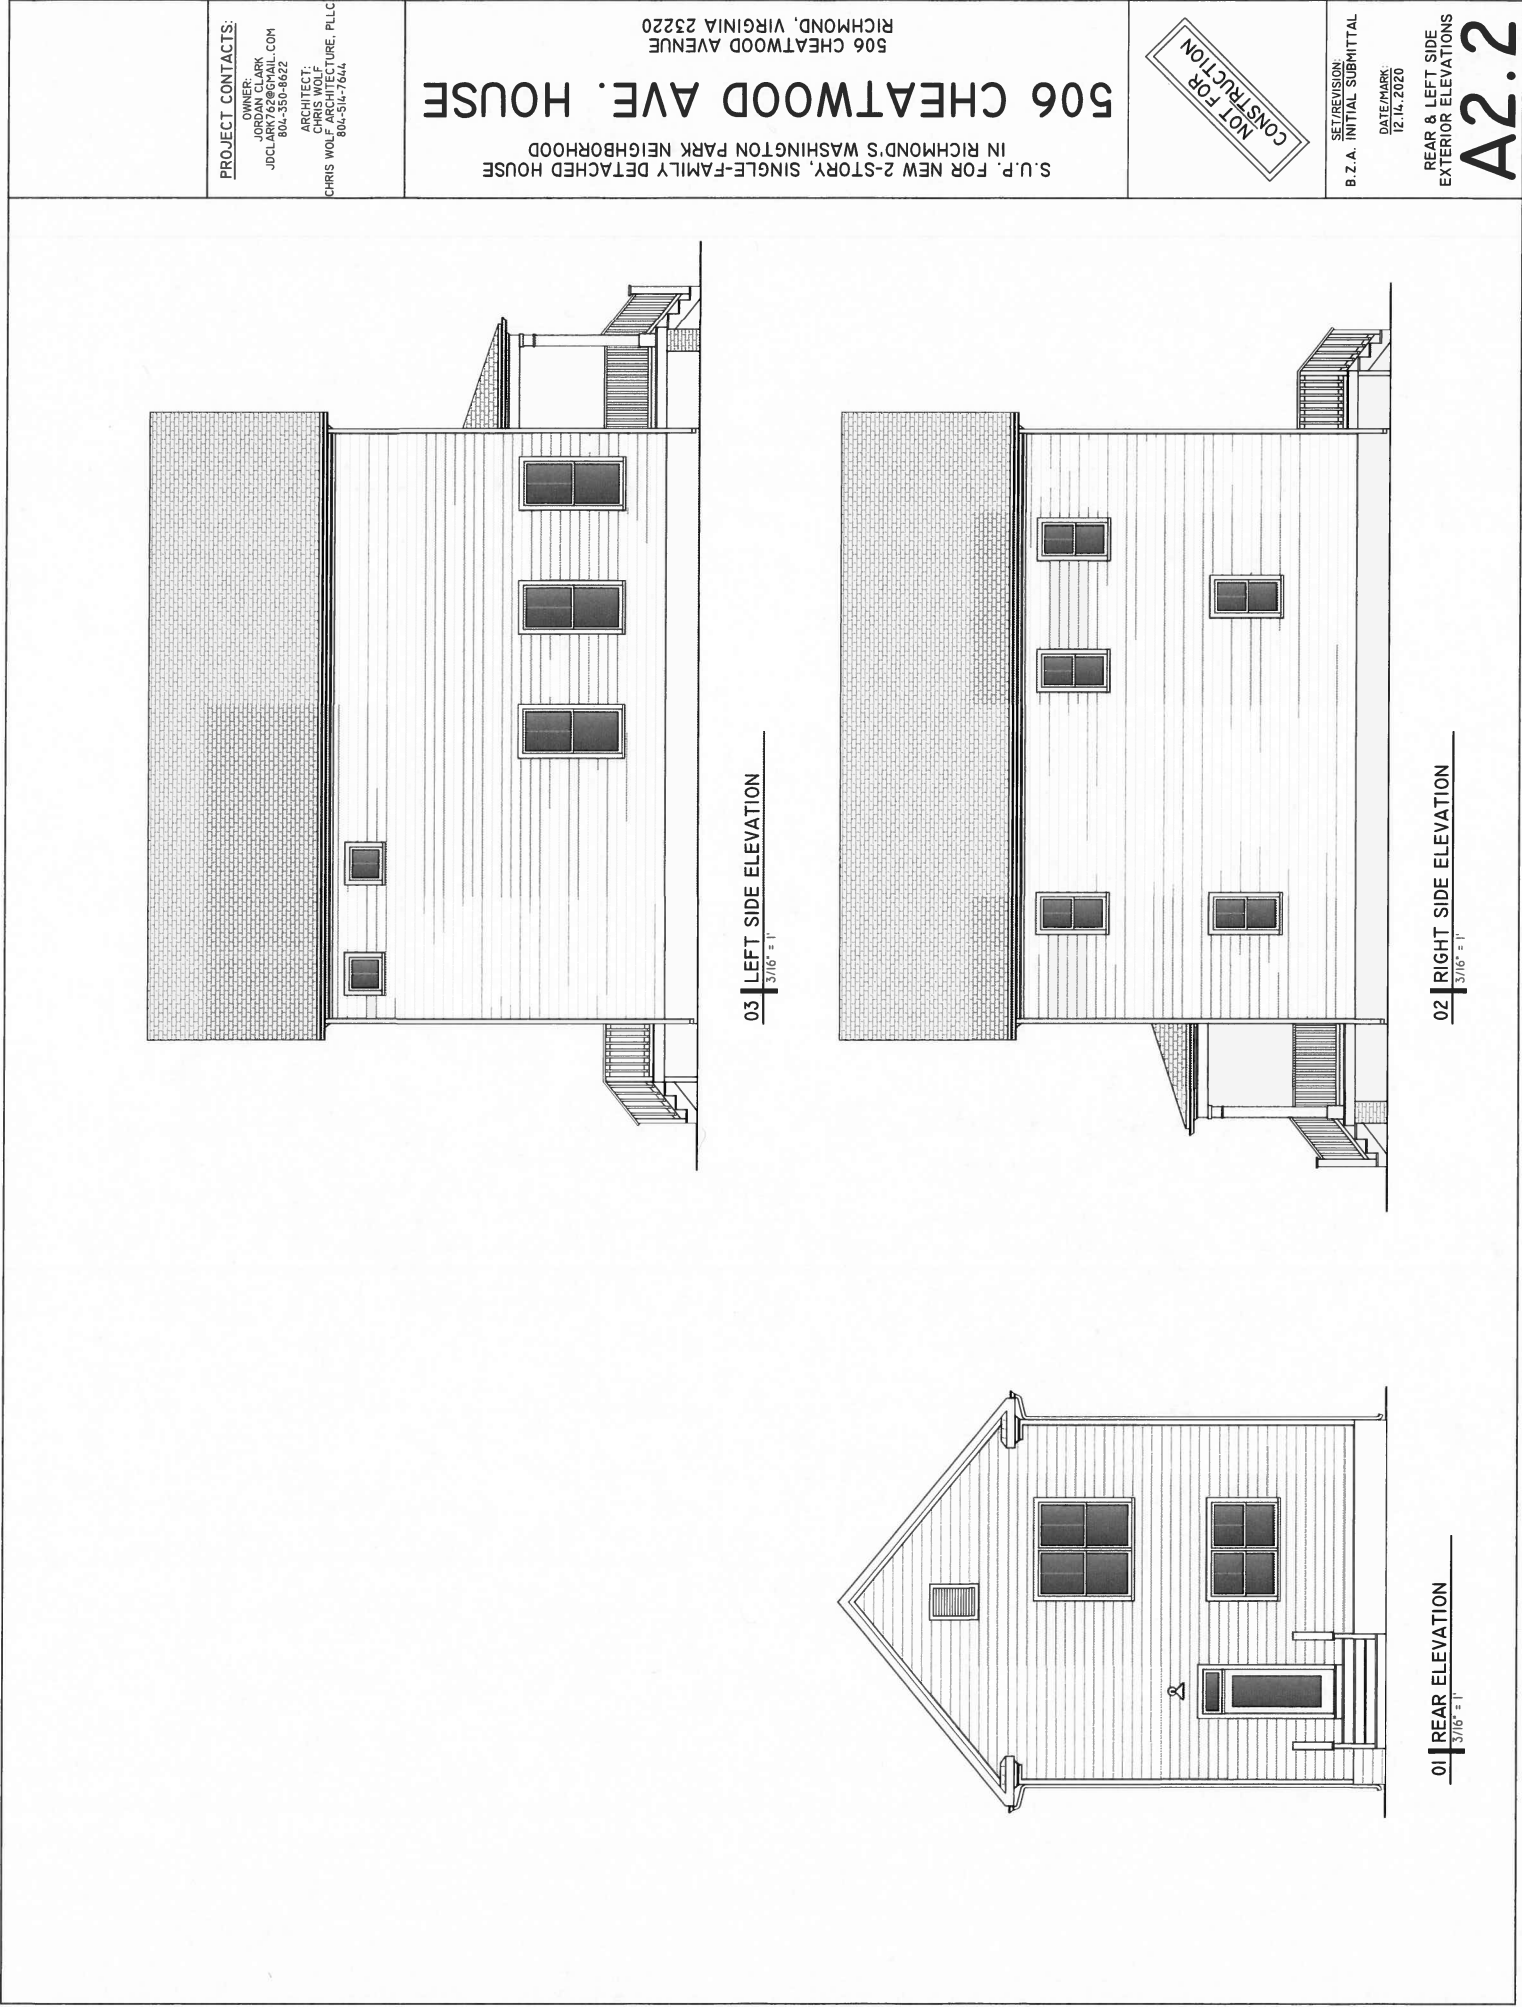 PROJECT CONTACTS:
OWNER:
JORDAN CLARK
JDCLARK762@GMAIL.COM
804-350-8622
ARCHITECT:
CHRIS WOLF
CHRIS WOLF ARCHITECTURE, PLLC
804-514-7644
S.U.P. FOR NEW 2-STORY, SINGLE-FAMILY DETACHED HOUSE
IN RICHMOND'S WASHINGTON PARK NEIGHBORHOOD
506 CHEATWOOD AVE. HOUSE
506 CHEATWOOD AVENUE
RICHMOND, VIRGINIA 23220
NOT FOR
CONSTRUCTION
SET/REVISION:
B.Z.A. INITIAL SUBMITTAL
DATE/MARK:
12.14.2020
REAR & LEFT SIDE
EXTERIOR ELEVATIONS
A2.2
03 LEFT SIDE ELEVATION
3/16" = 1'
02 RIGHT SIDE ELEVATION
3/16" = 1'
01 REAR ELEVATION
3/16" = 1'